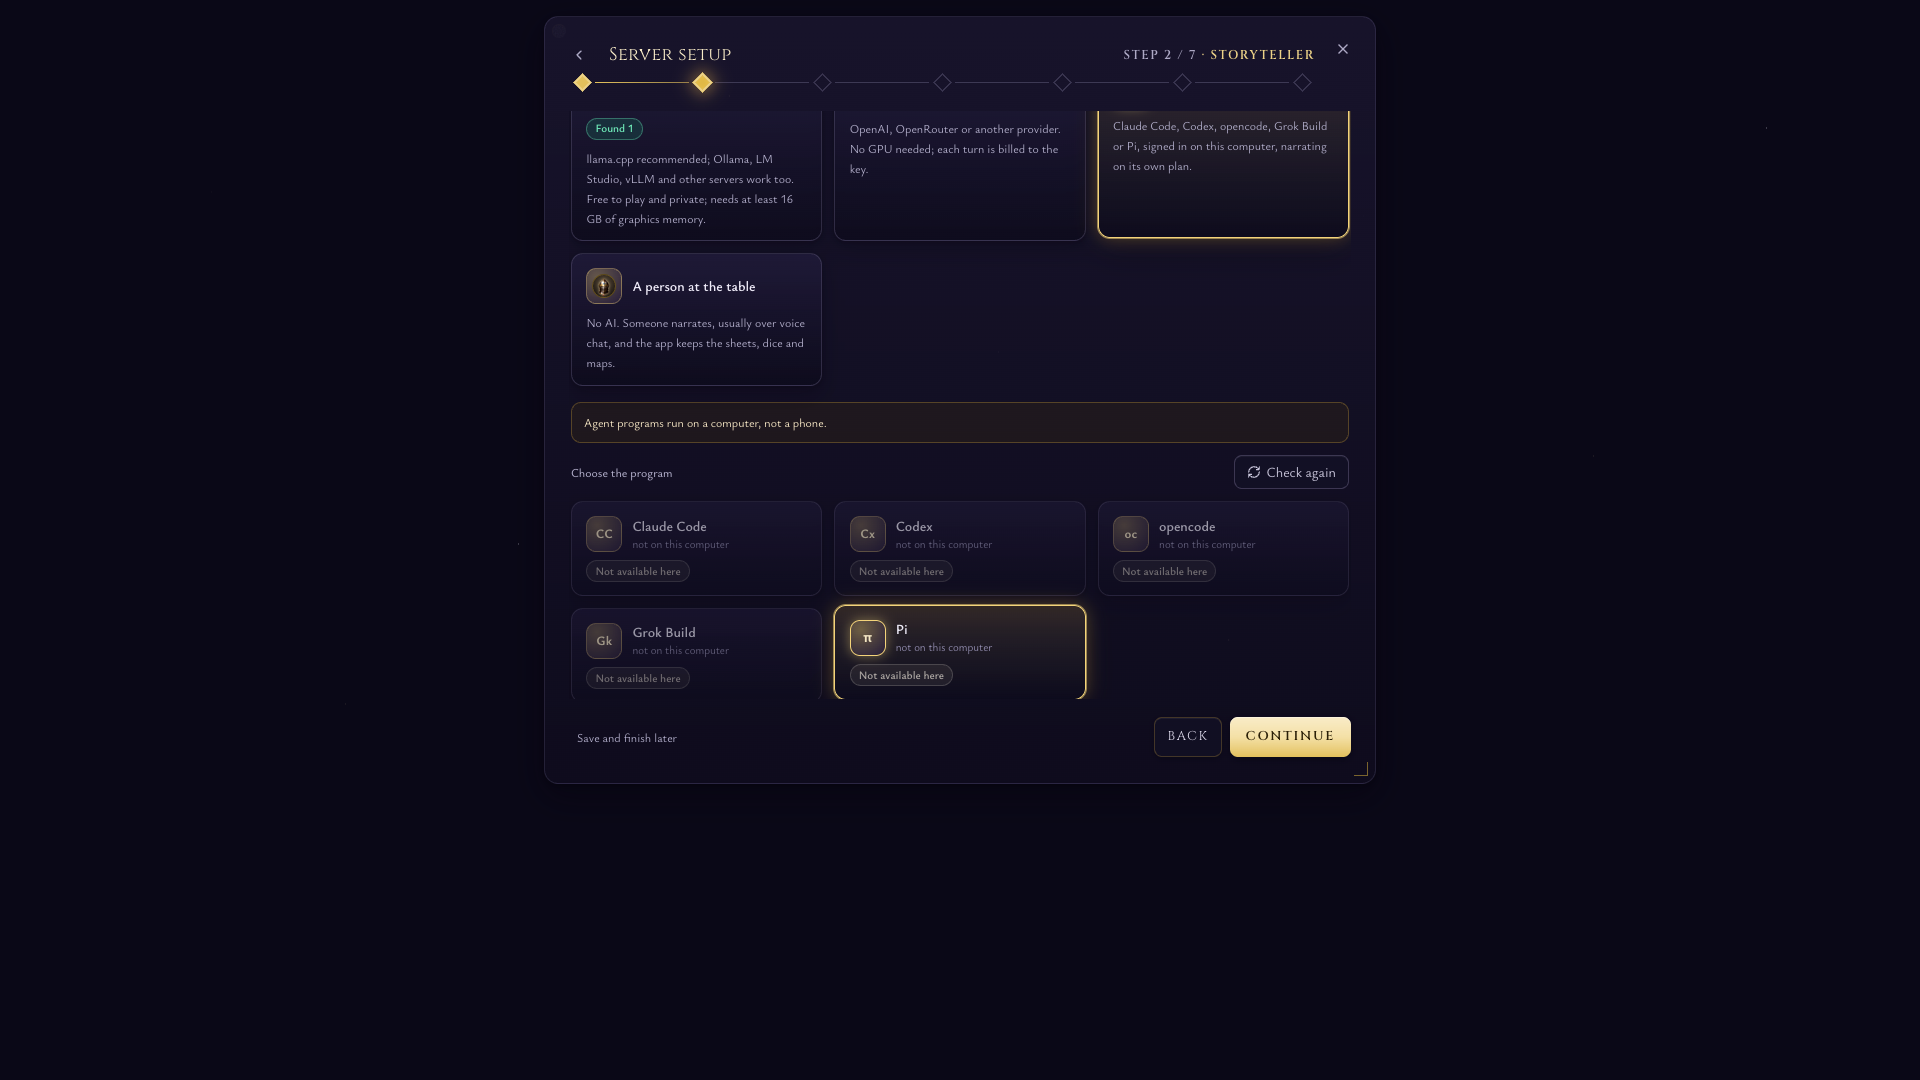 Server setup
STEP 2 / 7 · STORYTELLER
Found 1
llama.cpp recommended; Ollama, LM
Studio, vLLM and other servers work too.
Free to play and private; needs at least 16
GB of graphics memory.
OpenAI, OpenRouter or another provider.
No GPU needed; each turn is billed to the
key.
Claude Code, Codex, opencode, Grok Build
or Pi, signed in on this computer, narrating
on its own plan.
A person at the table
No AI. Someone narrates, usually over voice
chat, and the app keeps the sheets, dice and
maps.
Agent programs run on a computer, not a phone.
Choose the program
Check again
CC
Claude Code
not on this computer
Not available here
Cx
Codex
not on this computer
Not available here
oc
opencode
not on this computer
Not available here
Gk
Grok Build
not on this computer
Not available here
π
Pi
not on this computer
Not available here
Save and finish later
BACK
CONTINUE